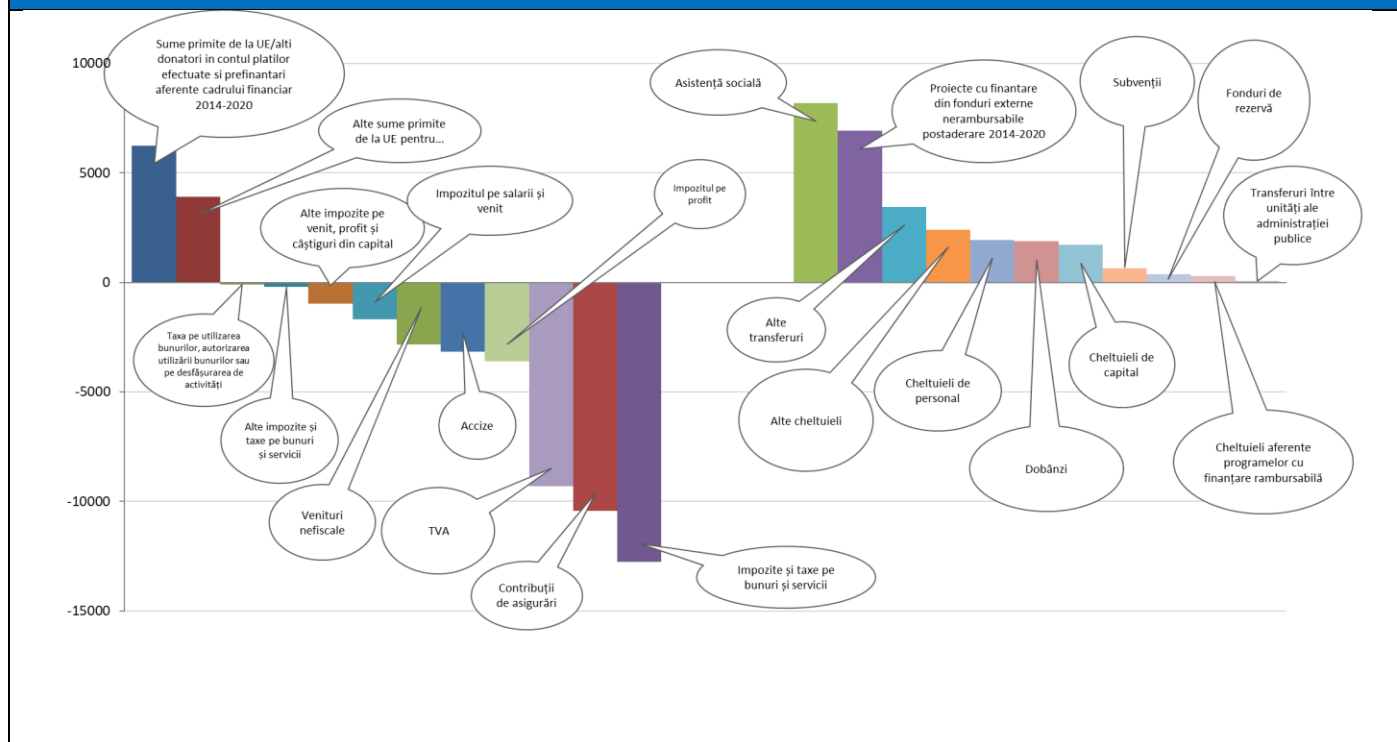 10000
5000
0
-5000
-10000
-15000
Sume primite de la UE/alti
donatori in contul platilor
efectuate si prefinantari
aferente cadrului financiar
2014-2020
Alte sume primite
de la UE pentru...
Alte impozite pe
venit, profit și
câștiguri din capital
Impozitul pe salarii și
venit
Impozitul pe
profit
Taxa pe utilizarea
bunurilor, autorizarea
utilizării bunurilor sau
pe desfășurarea de
activități
Alte impozite și
taxe pe bunuri
și servicii
Venituri
nefiscale
Accize
TVA
Contribuții
de asigurări
Impozite și taxe pe
bunuri și servicii
Asistență socială
Proiecte cu finantare
din fonduri externe
nerambursabile
postaderare 2014-2020
Subvenții
Fonduri de
rezervă
Transferuri între
unități ale
administrației
publice
Alte
transferuri
Alte cheltuieli
Cheltuieli de
personal
Dobânzi
Cheltuieli de
capital
Cheltuieli aferente
programelor cu
finanțare rambursabilă